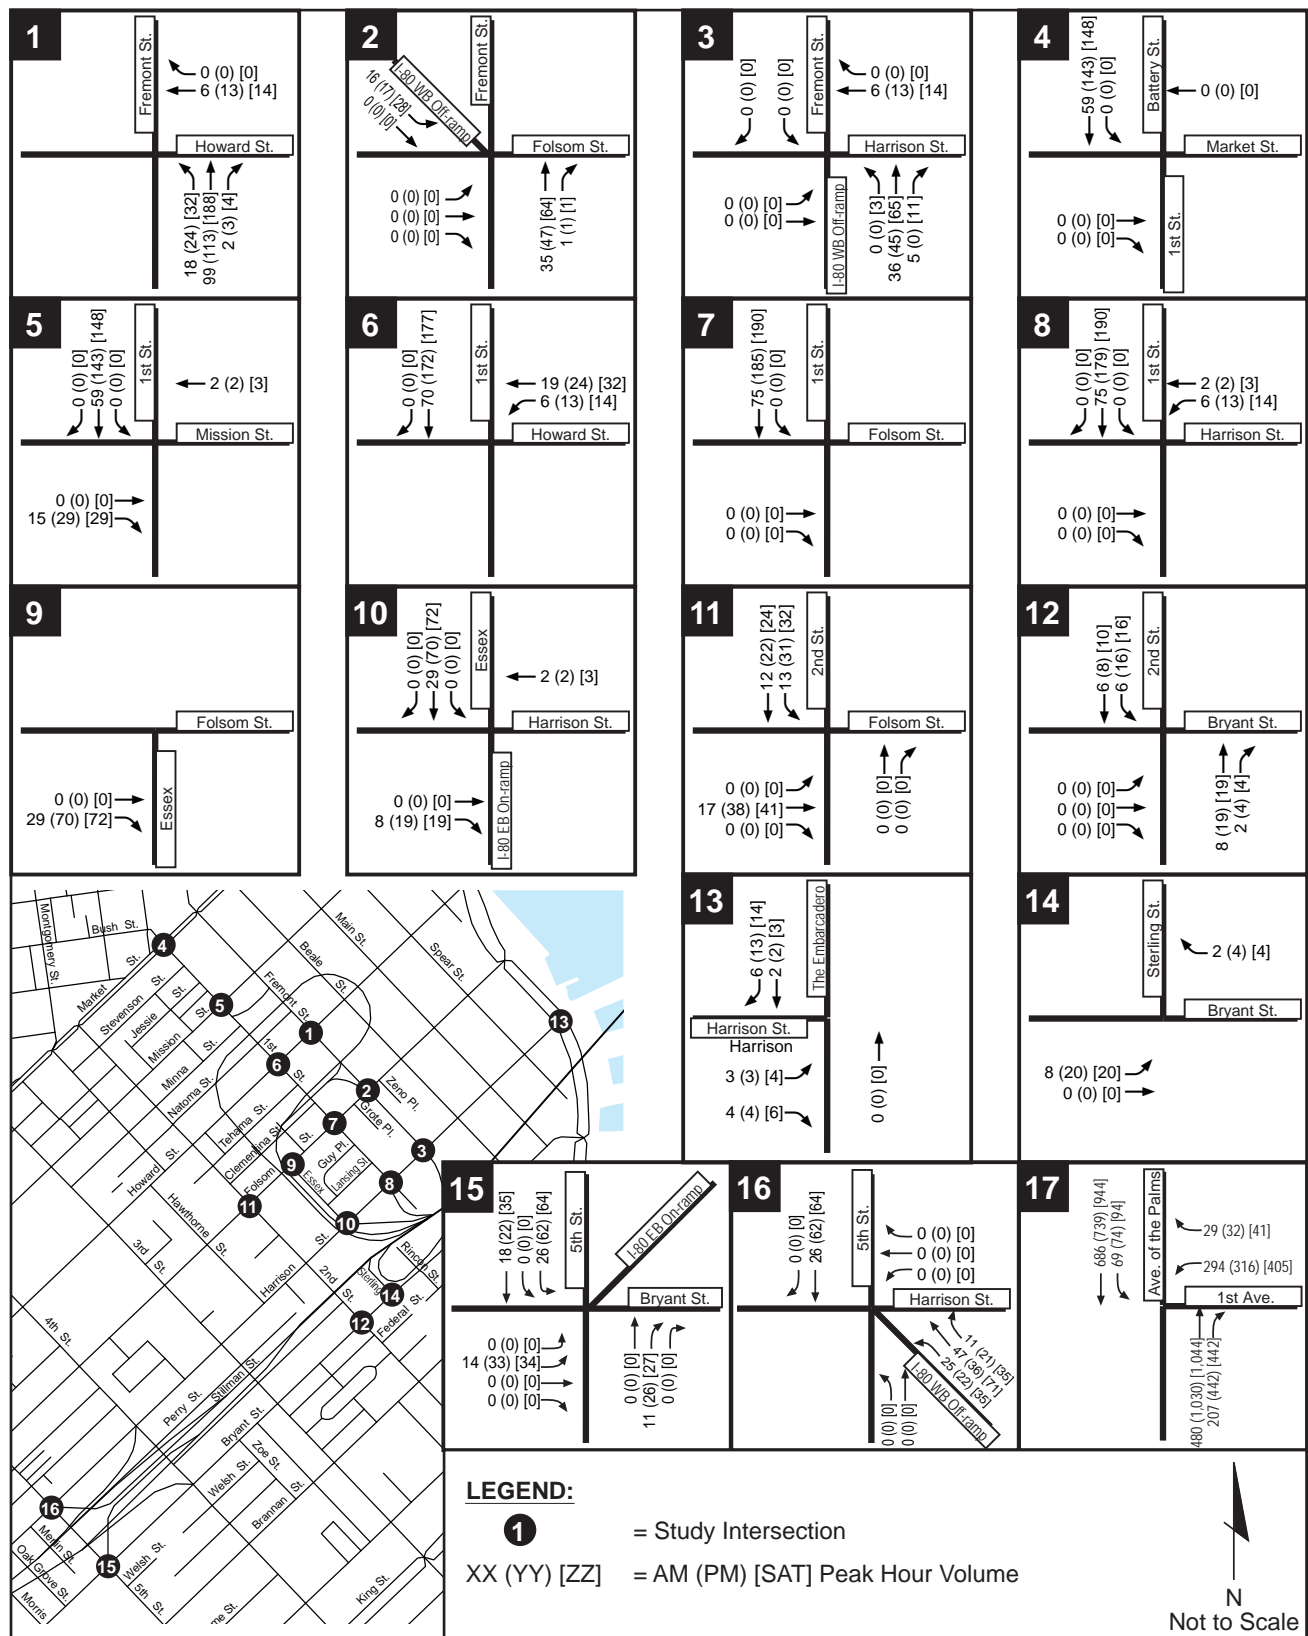 1
Fremont St.
0 (0) [0]
6 (13) [14]
Howard St.
18 (24) [32]
99 (113) [188]
2 (3) [4]
2
I-80 WB Off-ramp
Fremont St.
16 (17) [28]
0 (0) [0]
Folsom St.
0 (0) [0]
0 (0) [0]
0 (0) [0]
35 (47) [64]
1 (1) [1]
3
0 (0) [0]
0 (0) [0]
Fremont St.
0 (0) [0]
6 (13) [14]
Harrison St.
0 (0) [0]
0 (0) [0]
I-80 WB Off-ramp
0 (0) [3]
36 (45) [65]
5 (0) [11]
4
59 (143) [148]
0 (0) [0]
Battery St.
0 (0) [0]
Market St.
0 (0) [0]
0 (0) [0]
1st St.
5
0 (0) [0]
59 (143) [148]
0 (0) [0]
1st St.
2 (2) [3]
Mission St.
0 (0) [0]
15 (29) [29]
6
0 (0) [0]
70 (172) [177]
1st St.
19 (24) [32]
6 (13) [14]
Howard St.
7
75 (185) [190]
0 (0) [0]
1st St.
Folsom St.
0 (0) [0]
0 (0) [0]
8
0 (0) [0]
75 (179) [190]
0 (0) [0]
1st St.
2 (2) [3]
6 (13) [14]
Harrison St.
0 (0) [0]
0 (0) [0]
9
Folsom St.
0 (0) [0]
29 (70) [72]
Essex
10
0 (0) [0]
29 (70) [72]
0 (0) [0]
Essex
2 (2) [3]
Harrison St.
0 (0) [0]
8 (19) [19]
I-80 EB On-ramp
11
12 (22) [24]
13 (31) [32]
2nd St.
Folsom St.
0 (0) [0]
17 (38) [41]
0 (0) [0]
0 (0) [0]
0 (0) [0]
12
6 (8) [10]
6 (16) [16]
2nd St.
Bryant St.
0 (0) [0]
0 (0) [0]
0 (0) [0]
8 (19) [19]
2 (4) [4]
13
6 (13) [14]
2 (2) [3]
The Embarcadero
Harrison St.
Harrison
3 (3) [4]
4 (4) [6]
0 (0) [0]
14
Sterling St.
2 (4) [4]
Bryant St.
8 (20) [20]
0 (0) [0]
15
18 (22) [35]
0 (0) [0]
26 (62) [64]
5th St.
I-80 EB On-ramp
Bryant St.
0 (0) [0]
14 (33) [34]
0 (0) [0]
0 (0) [0]
0 (0) [0]
11 (26) [27]
0 (0) [0]
16
0 (0) [0]
26 (62) [64]
5th St.
0 (0) [0]
0 (0) [0]
0 (0) [0]
Harrison St.
11 (21) [35]
47 (36) [71]
25 (22) [35]
I-80 WB Off-ramp
0 (0) [0]
0 (0) [0]
17
686 (739) [944]
69 (74) [94]
Ave. of the Palms
29 (32) [41]
294 (316) [405]
1st Ave.
480 (1,030) [1,044]
207 (442) [442]
Montgomery St.
Bush St.
4
Market St.
Stevenson St.
Jessie St.
Mission St.
Minna St.
Natoma St.
5
Main St.
Beale St.
Spear St.
Fremont St.
13
1
1st St.
6
2
Zeno Pl.
Grote Pl.
Tehama St.
Clementina St.
Folsom St.
7
Guy Pl.
Lansing St.
Essex
3
9
8
Howard St.
Hawthorne St.
11
10
3rd St.
Harrison St.
2nd St.
Rincon St.
Sterling
14
Federal St.
12
4th St.
Perry St.
Stillman St.
Bryant St.
Zoe St.
Welsh St.
Brannan St.
16
Merlin St.
Oak Grove St.
Morris
15
Welsh St.
5th St.
me St.
King St.
LEGEND:
1 = Study Intersection
XX (YY) [ZZ] = AM (PM) [SAT] Peak Hour Volume
N
Not to Scale